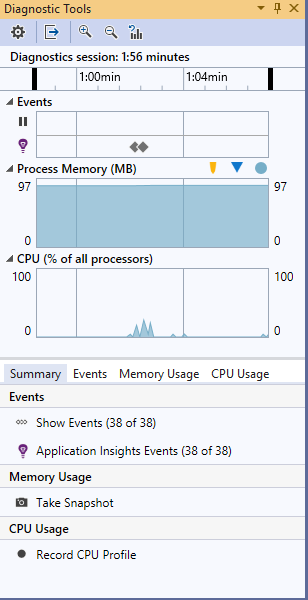 Diagnostic Tools
Diagnostics session: 1:56 minutes
1:00min 1:04min
Events
Process Memory (MB)
97 97
0 0
CPU (% of all processors)
100 100
0 0
Summary Events Memory Usage CPU Usage
Events
Show Events (38 of 38)
Application Insights Events (38 of 38)
Memory Usage
Take Snapshot
CPU Usage
Record CPU Profile